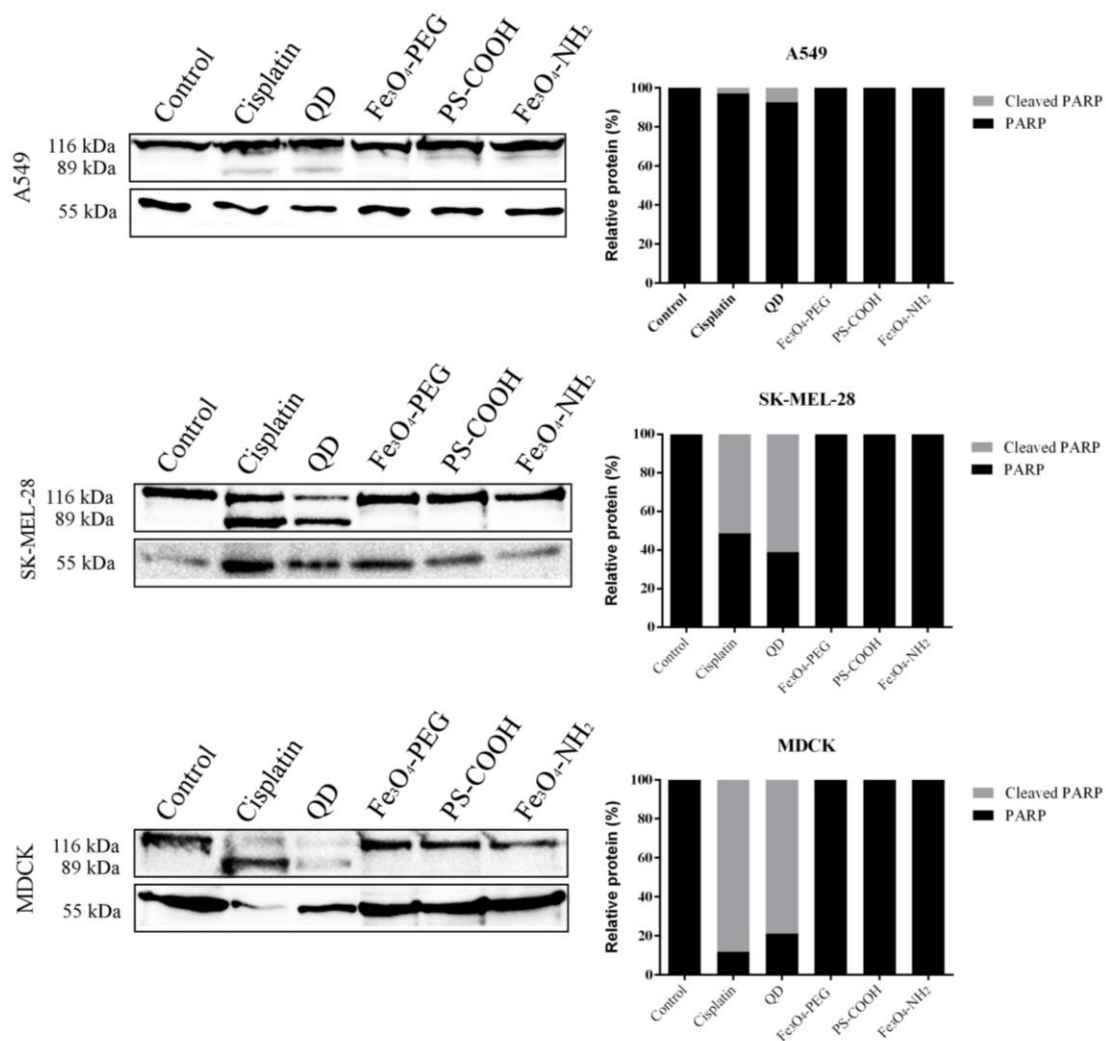 Control
Cisplatin
QD
Fe₃O₄-PEG
PS-COOH
Fe₃O₄-NH₂
A549
116 kDa
89 kDa
55 kDa
A549
Relative protein (%)
100
80
60
40
20
0
Control
Cisplatin
QD
Fe₃O₄-PEG
PS-COOH
Fe₃O₄-NH₂
Cleaved PARP
PARP
Control
Cisplatin
QD
Fe₃O₄-PEG
PS-COOH
Fe₃O₄-NH₂
SK-MEL-28
116 kDa
89 kDa
55 kDa
SK-MEL-28
Relative protein (%)
100
80
60
40
20
0
Control
Cisplatin
QD
Fe₃O₄-PEG
PS-COOH
Fe₃O₄-NH₂
Cleaved PARP
PARP
Control
Cisplatin
QD
Fe₃O₄-PEG
PS-COOH
Fe₃O₄-NH₂
MDCK
116 kDa
89 kDa
55 kDa
MDCK
Relative protein (%)
100
80
60
40
20
0
Control
Cisplatin
QD
Fe₃O₄-PEG
PS-COOH
Fe₃O₄-NH₂
Cleaved PARP
PARP